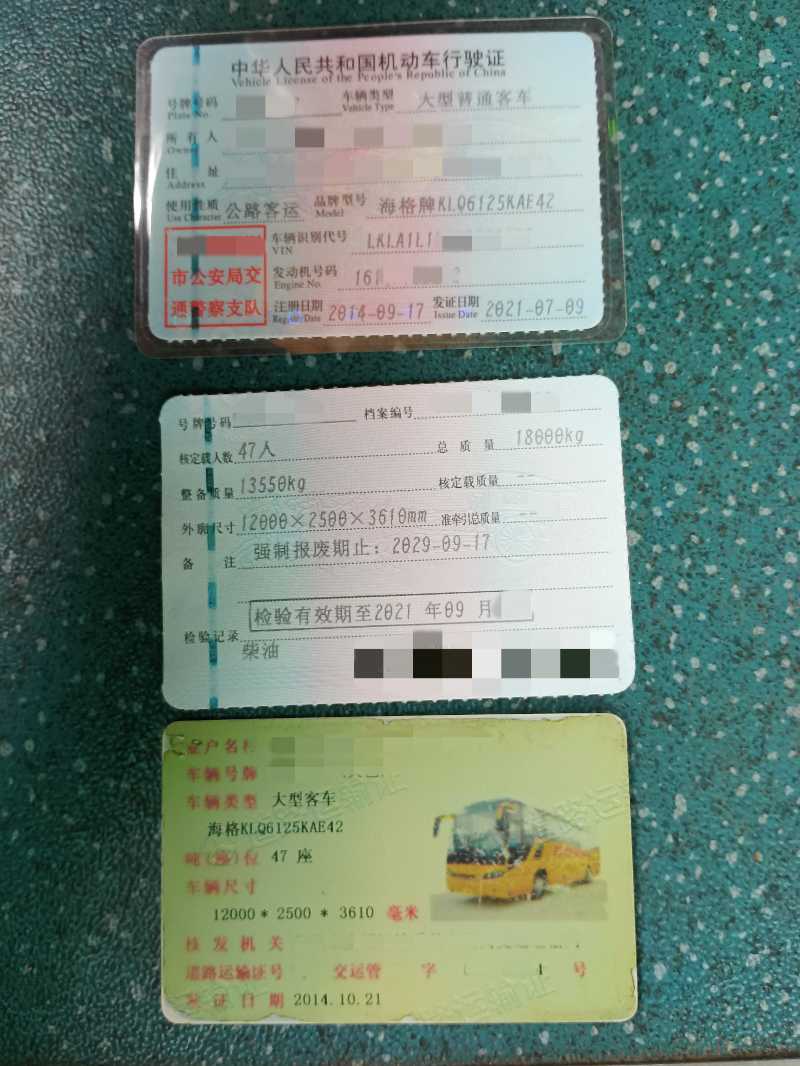 中华人民共和国机动车行驶证
Vehicle License of the People's Republic of China
号牌号码 车辆类型 大型普通客车
Plate No. Vehicle Type
所有人
Owner
住址
Address
使用性质 公路客运 品牌型号 海格牌KLQ6125KAE42
Use Character Model
车辆识别代号 LKLA1L1
VIN
市公安局交
通警察支队
发动机号码 161
Engine No.
注册日期 2014-09-17 发证日期 2021-07-09
Register Date Issue Date
号牌号码 档案编号
核定载人数 47人 总质量 18000kg
整备质量 13550kg 核定载质量 --
外廓尺寸 12000×2500×3610mm 准牵引总质量 --
备注 强制报废期止：2029-09-17
检验有效期至2021 年09 月
检验记录
柴油
业户名称
车辆号牌
车辆类型 大型客车
海格KLQ6125KAE42
吨(座)位 47 座
车辆尺寸
12000 * 2500 * 3610 毫米
核发机关
道路运输证号 交运管 字 4 号
发证日期 2014.10.21